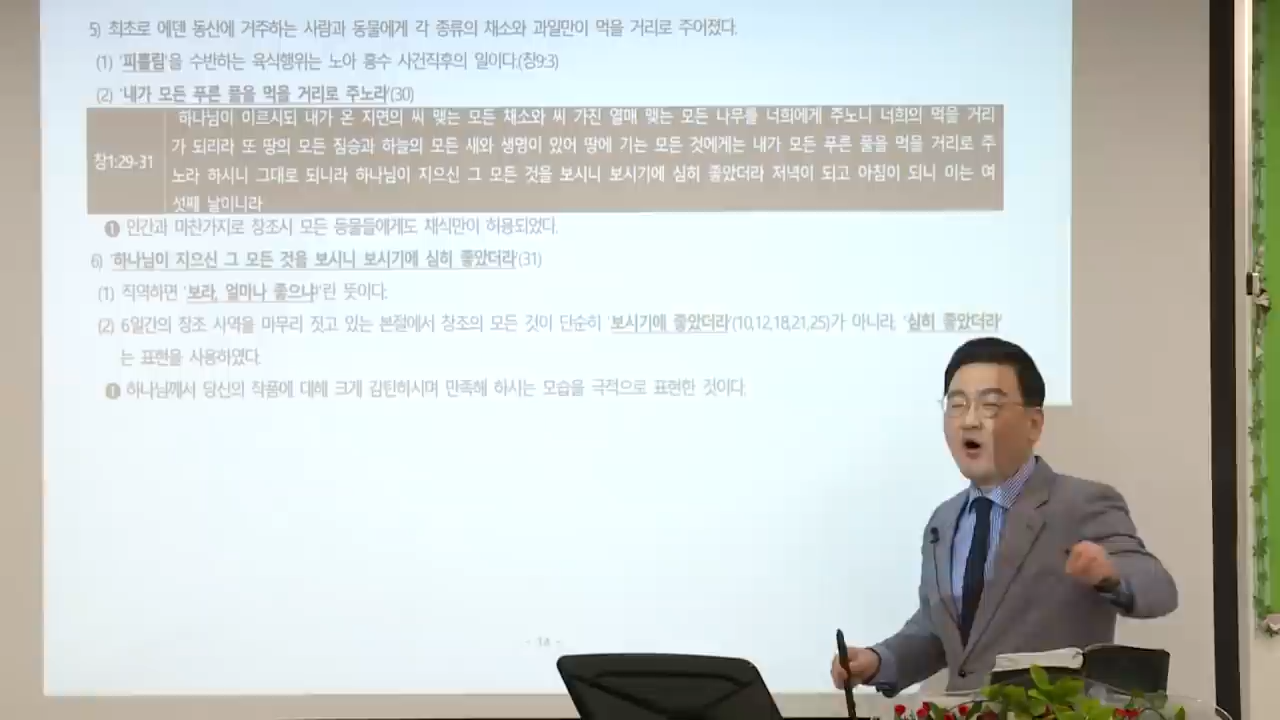 5) 최초로 에덴 동산에 거주하는 사람과 동물에게 각 종류의 채소와 과일만이 먹을 거리로 주어졌다.
(1) '피흘림'을 수반하는 육식행위는 노아 홍수 사건직후의 일이다.(창9:3)
(2) '내가 모든 푸른 풀을 먹을 거리로 주노라'(30)
하나님이 이르시되 내가 온 지면의 씨 맺는 모든 채소와 씨 가진 열매 맺는 모든 나무를 너희에게 주노니 너희의 먹을 거리
가 되리라 또 땅의 모든 짐승과 하늘의 모든 새와 생명이 있어 땅에 기는 모든 것에게는 내가 모든 푸른 풀을 먹을 거리로 주
창1:29-31
노라 하시니 그대로 되니라 하나님이 지으신 그 모든 것을 보시니 보시기에 심히 좋았더라 저녁이 되고 아침이 되니 이는 여
섯째 날이니라
❶ 인간과 마찬가지로 창조시 모든 동물들에게도 채식만이 허용되었다.
6) '하나님이 지으신 그 모든 것을 보시니 보시기에 심히 좋았더라'(31)
(1) 직역하면 '보라, 얼마나 좋으냐!'란 뜻이다.
(2) 6일간의 창조 사역을 마무리 짓고 있는 본절에서 창조의 모든 것이 단순히 '보시기에 좋았더라'(10,12,18,21,25)가 아니라, '심히 좋았더라'
는 표현을 사용하였다.
❶ 하나님께서 당신의 작품에 대해 크게 감탄하시며 만족해 하시는 모습을 극적으로 표현한 것이다.
- 14 -